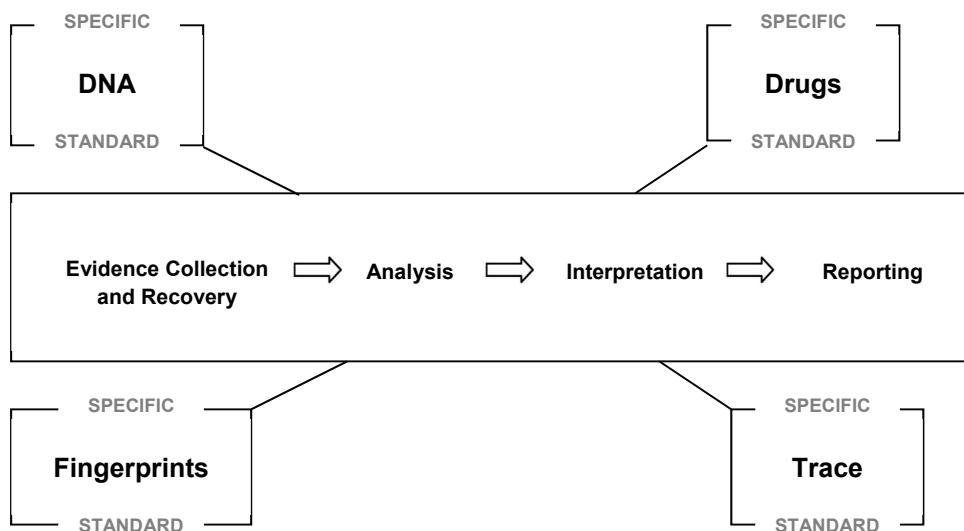 SPECIFIC
DNA
STANDARD
SPECIFIC
Drugs
STANDARD
Evidence Collection
and Recovery
Analysis
Interpretation
Reporting
SPECIFIC
Fingerprints
STANDARD
SPECIFIC
Trace
STANDARD